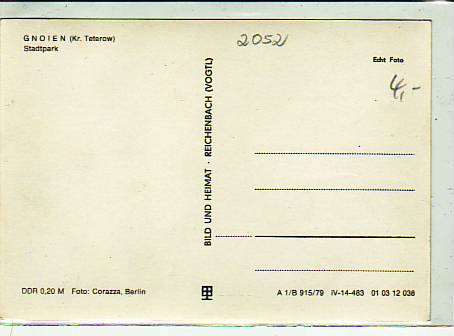 GNOIEN (Kr. Teterow)
Stadtpark
2052
Echt Foto
4,-
BILD UND HEIMAT · REICHENBACH (VOGTL)
DDR 0,20 M Foto: Corazza, Berlin
A 1/B 915/79 IV-14-483 01 03 12 038